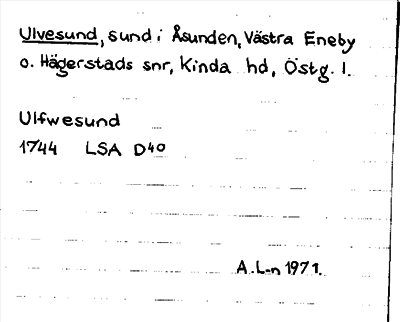 Ulvesund, sund i Åsunden, Västra Eneby
o. Hägerstads snr, Kinda hd, Östg. l.
Ulfwesund
1744 LSA D40
A.L-n 1971.